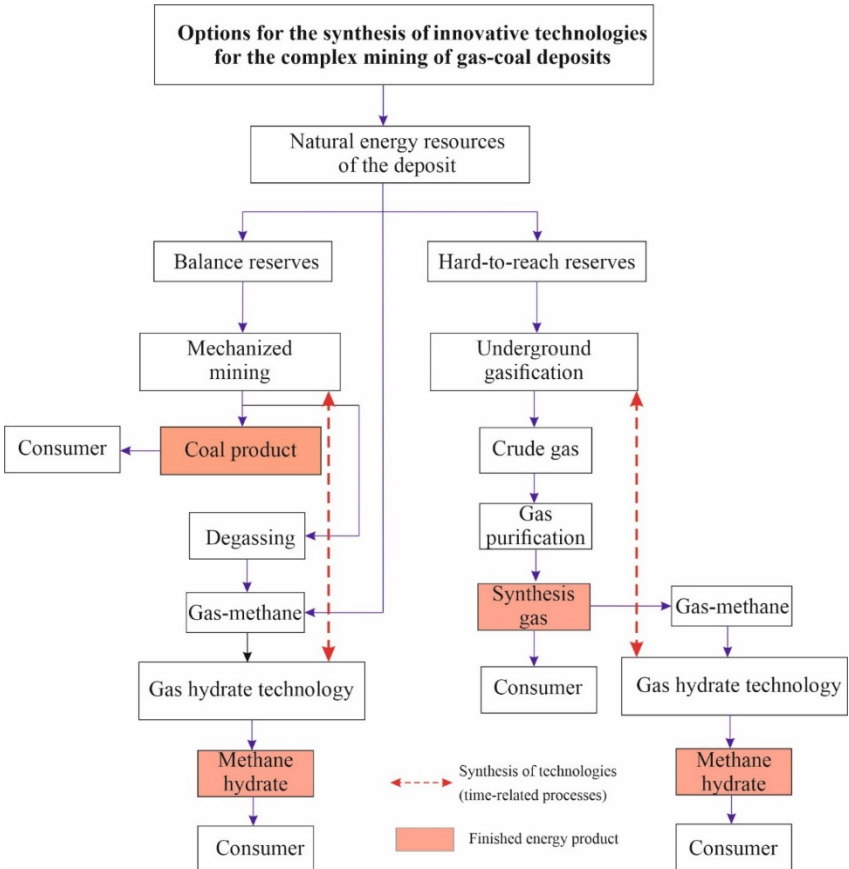 Options for the synthesis of innovative technologies
for the complex mining of gas-coal deposits
Natural energy resources
of the deposit
Balance reserves
Hard-to-reach reserves
Mechanized
mining
Underground
gasification
Consumer
Coal product
Crude gas
Degassing
Gas
purification
Gas-methane
Synthesis
gas
Gas-methane
Gas hydrate technology
Consumer
Gas hydrate technology
Methane
hydrate
Synthesis of technologies
(time-related processes)
Methane
hydrate
Consumer
Finished energy product
Consumer